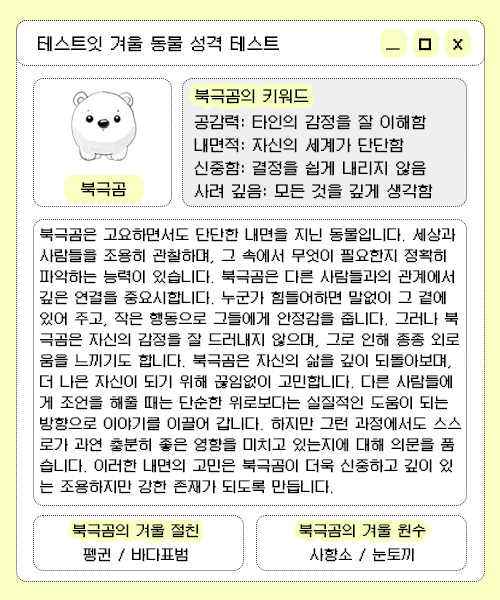 테스트잇 겨울 동물 성격 테스트
북극곰의 키워드
공감력: 타인의 감정을 잘 이해함
내면적: 자신의 세계가 단단함
신중함: 결정을 쉽게 내리지 않음
사려 깊음: 모든 것을 깊게 생각함
북극곰
북극곰은 고요하면서도 단단한 내면을 지닌 동물입니다. 세상과
사람들을 조용히 관찰하며, 그 속에서 무엇이 필요한지 정확히
파악하는 능력이 있습니다. 북극곰은 다른 사람들과의 관계에서
깊은 연결을 중요시합니다. 누군가 힘들어하면 말없이 그 곁에
있어 주고, 작은 행동으로 그들에게 안정감을 줍니다. 그러나 북
극곰은 자신의 감정을 잘 드러내지 않으며, 그로 인해 종종 외로
움을 느끼기도 합니다. 북극곰은 자신의 삶을 깊이 되돌아보며,
더 나은 자신이 되기 위해 끊임없이 고민합니다. 다른 사람들에
게 조언을 해줄 때는 단순한 위로보다는 실질적인 도움이 되는
방향으로 이야기를 이끌어 갑니다. 하지만 그런 과정에서도 스스
로가 과연 충분히 좋은 영향을 미치고 있는지에 대해 의문을 품
습니다. 이러한 내면의 고민은 북극곰이 더욱 신중하고 깊이 있
는 조용하지만 강한 존재가 되도록 만듭니다.
북극곰의 겨울 절친
펭귄 / 바다표범
북극곰의 겨울 원수
사향소 / 눈토끼